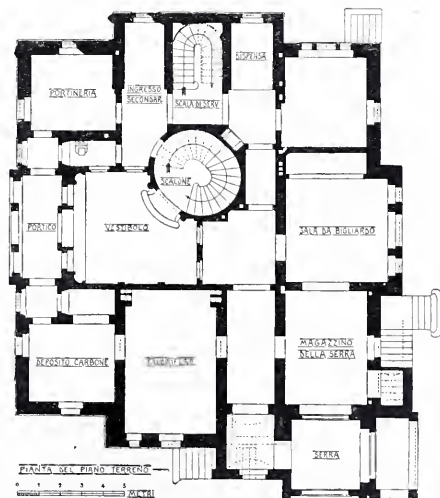 PORTINERIA
INGRESSO
SECONDAR.
SCALA DI SERV.
DISPENSA
SCALONE
PORTICO
VESTIBOLO
SALA DA BIGLIARDO
DEPOSITO CARBONE
MAGAZZINO
DELLA SERRA
SERRA
PIANTA DEL PIANO TERRENO
0 1 2 3 4 5
METRI